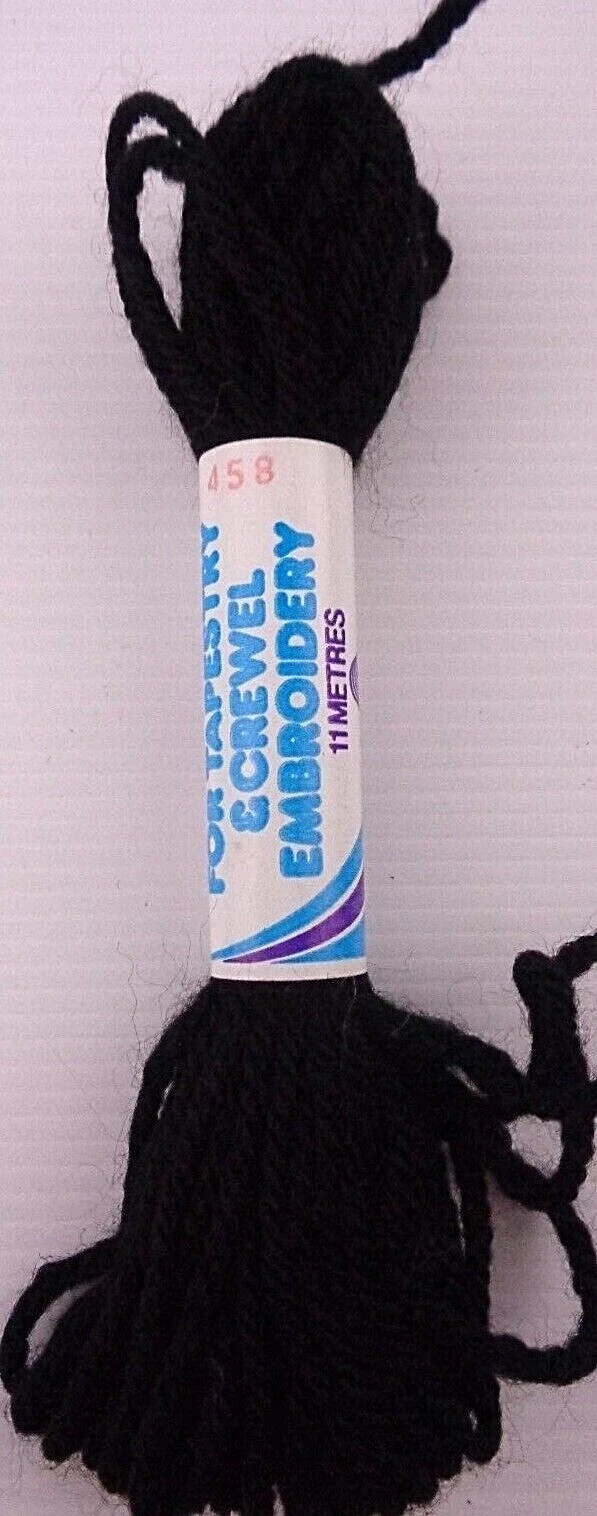 458
FOR TAPESTRY
& CREWEL
EMBROIDERY
11 METRES